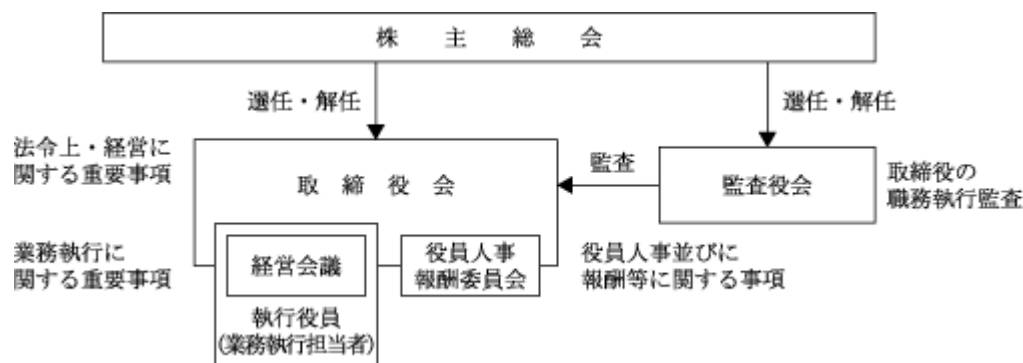 株主総会
選任・解任
選任・解任
法令上・経営に
関する重要事項
取締役会
監査
監査役会
取締役の
職務執行監査
業務執行に
関する重要事項
経営会議
役員人事
報酬委員会
役員人事並びに
報酬等に関する事項
執行役員
(業務執行担当者)